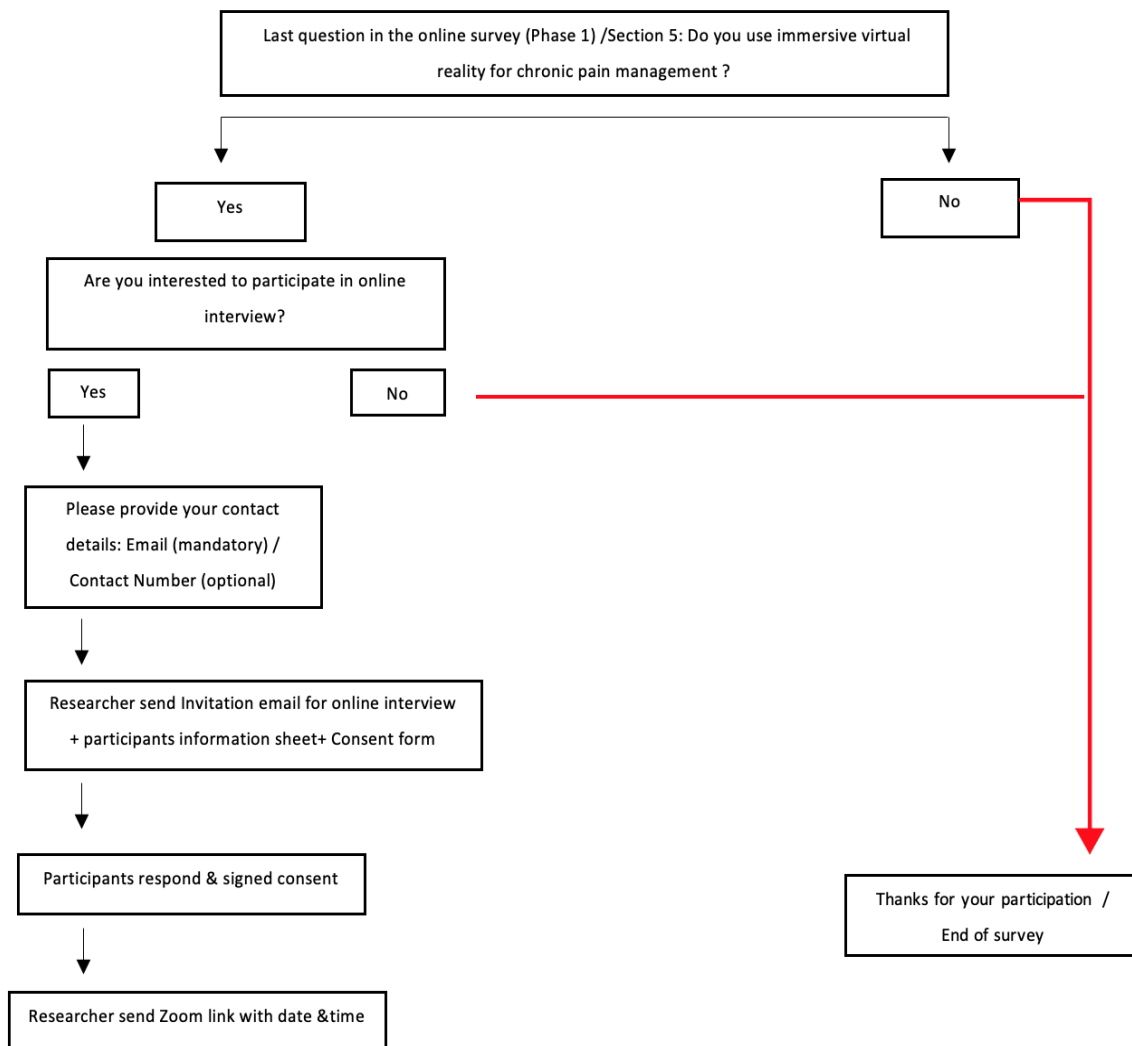 Last question in the online survey (Phase 1) /Section 5: Do you use immersive virtual
reality for chronic pain management ?
Yes
No
Are you interested to participate in online
interview?
Yes
No
Please provide your contact
details: Email (mandatory) /
Contact Number (optional)
Researcher send Invitation email for online interview
+ participants information sheet+ Consent form
Participants respond & signed consent
Thanks for your participation /
End of survey
Researcher send Zoom link with date &time